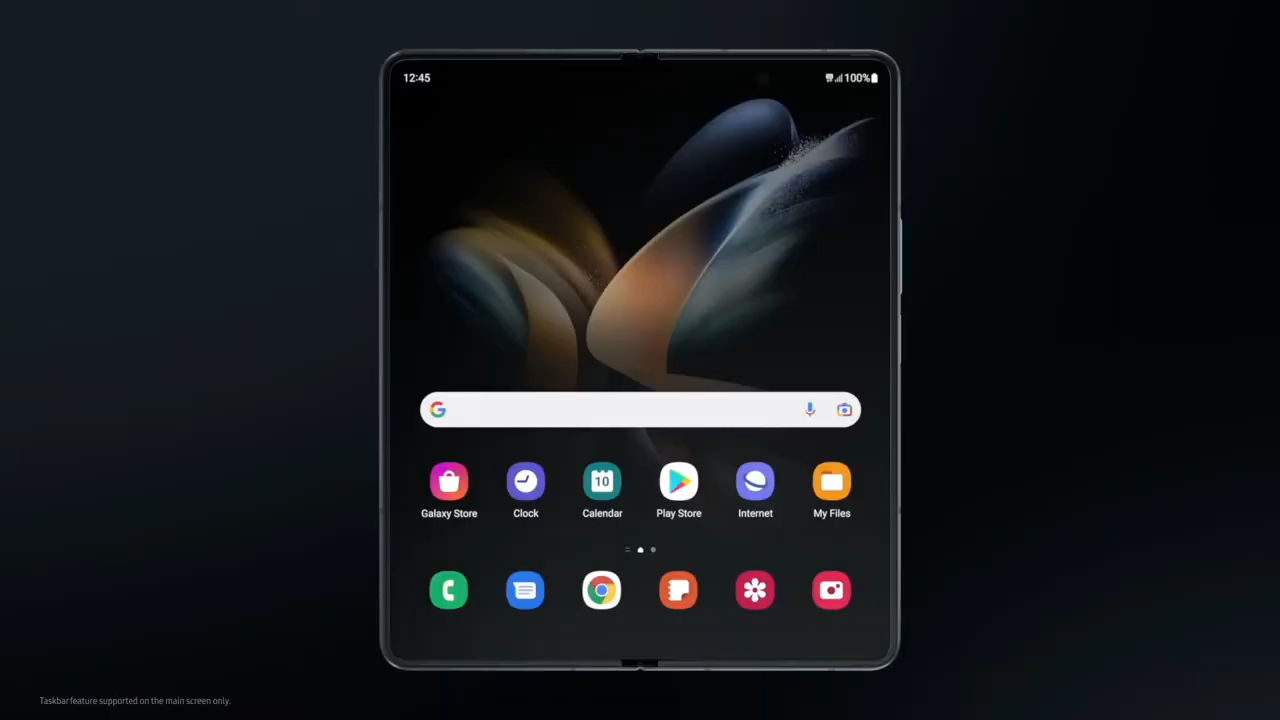 12:45
100%
Galaxy Store
Clock
10
Calendar
Play Store
Internet
My Files
Taskbar feature supported on the main screen only.